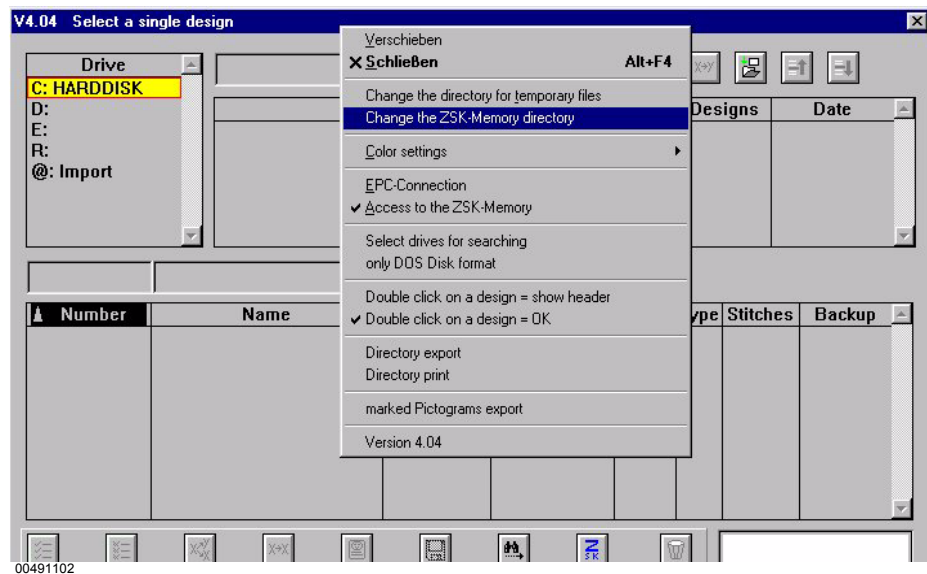 V4.04 Select a single design
Drive
C: HARDDISK
D:
E:
R:
@: Import
Designs
Date
Verschieben
Schließen Alt+F4
Change the directory for temporary files
Change the ZSK-Memory directory
Color settings
EPC-Connection
Access to the ZSK-Memory
Select drives for searching
only DOS Disk format
Double click on a design = show header
Double click on a design = OK
Directory export
Directory print
marked Pictograms export
Version 4.04
Number
Name
ype
Stitches
Backup
X→Y
X→X
ZSK
00491102